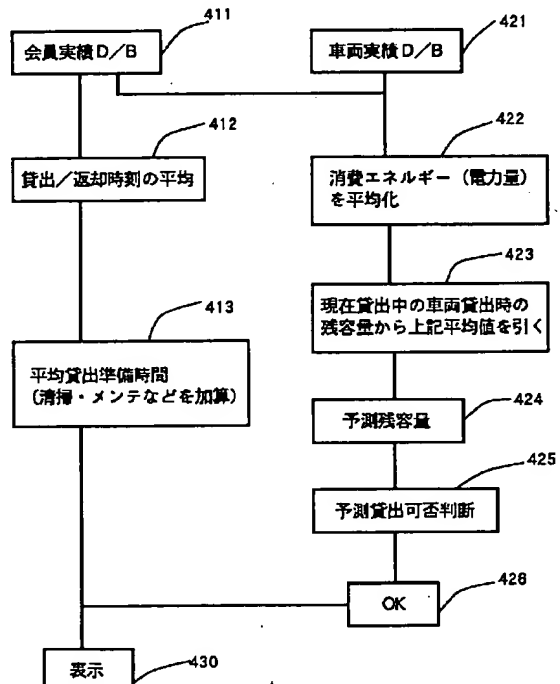 411
会員実績D/B
421
車両実績D/B
412
貸出/返却時刻の平均
422
消費エネルギー(電力量)
を平均化
423
現在貸出中の車両貸出時の
残容量から上記平均値を引く
413
平均貸出準備時間
(清掃・メンテなどを加算)
424
予測残容量
425
予測貸出可否判断
426
OK
430
表示